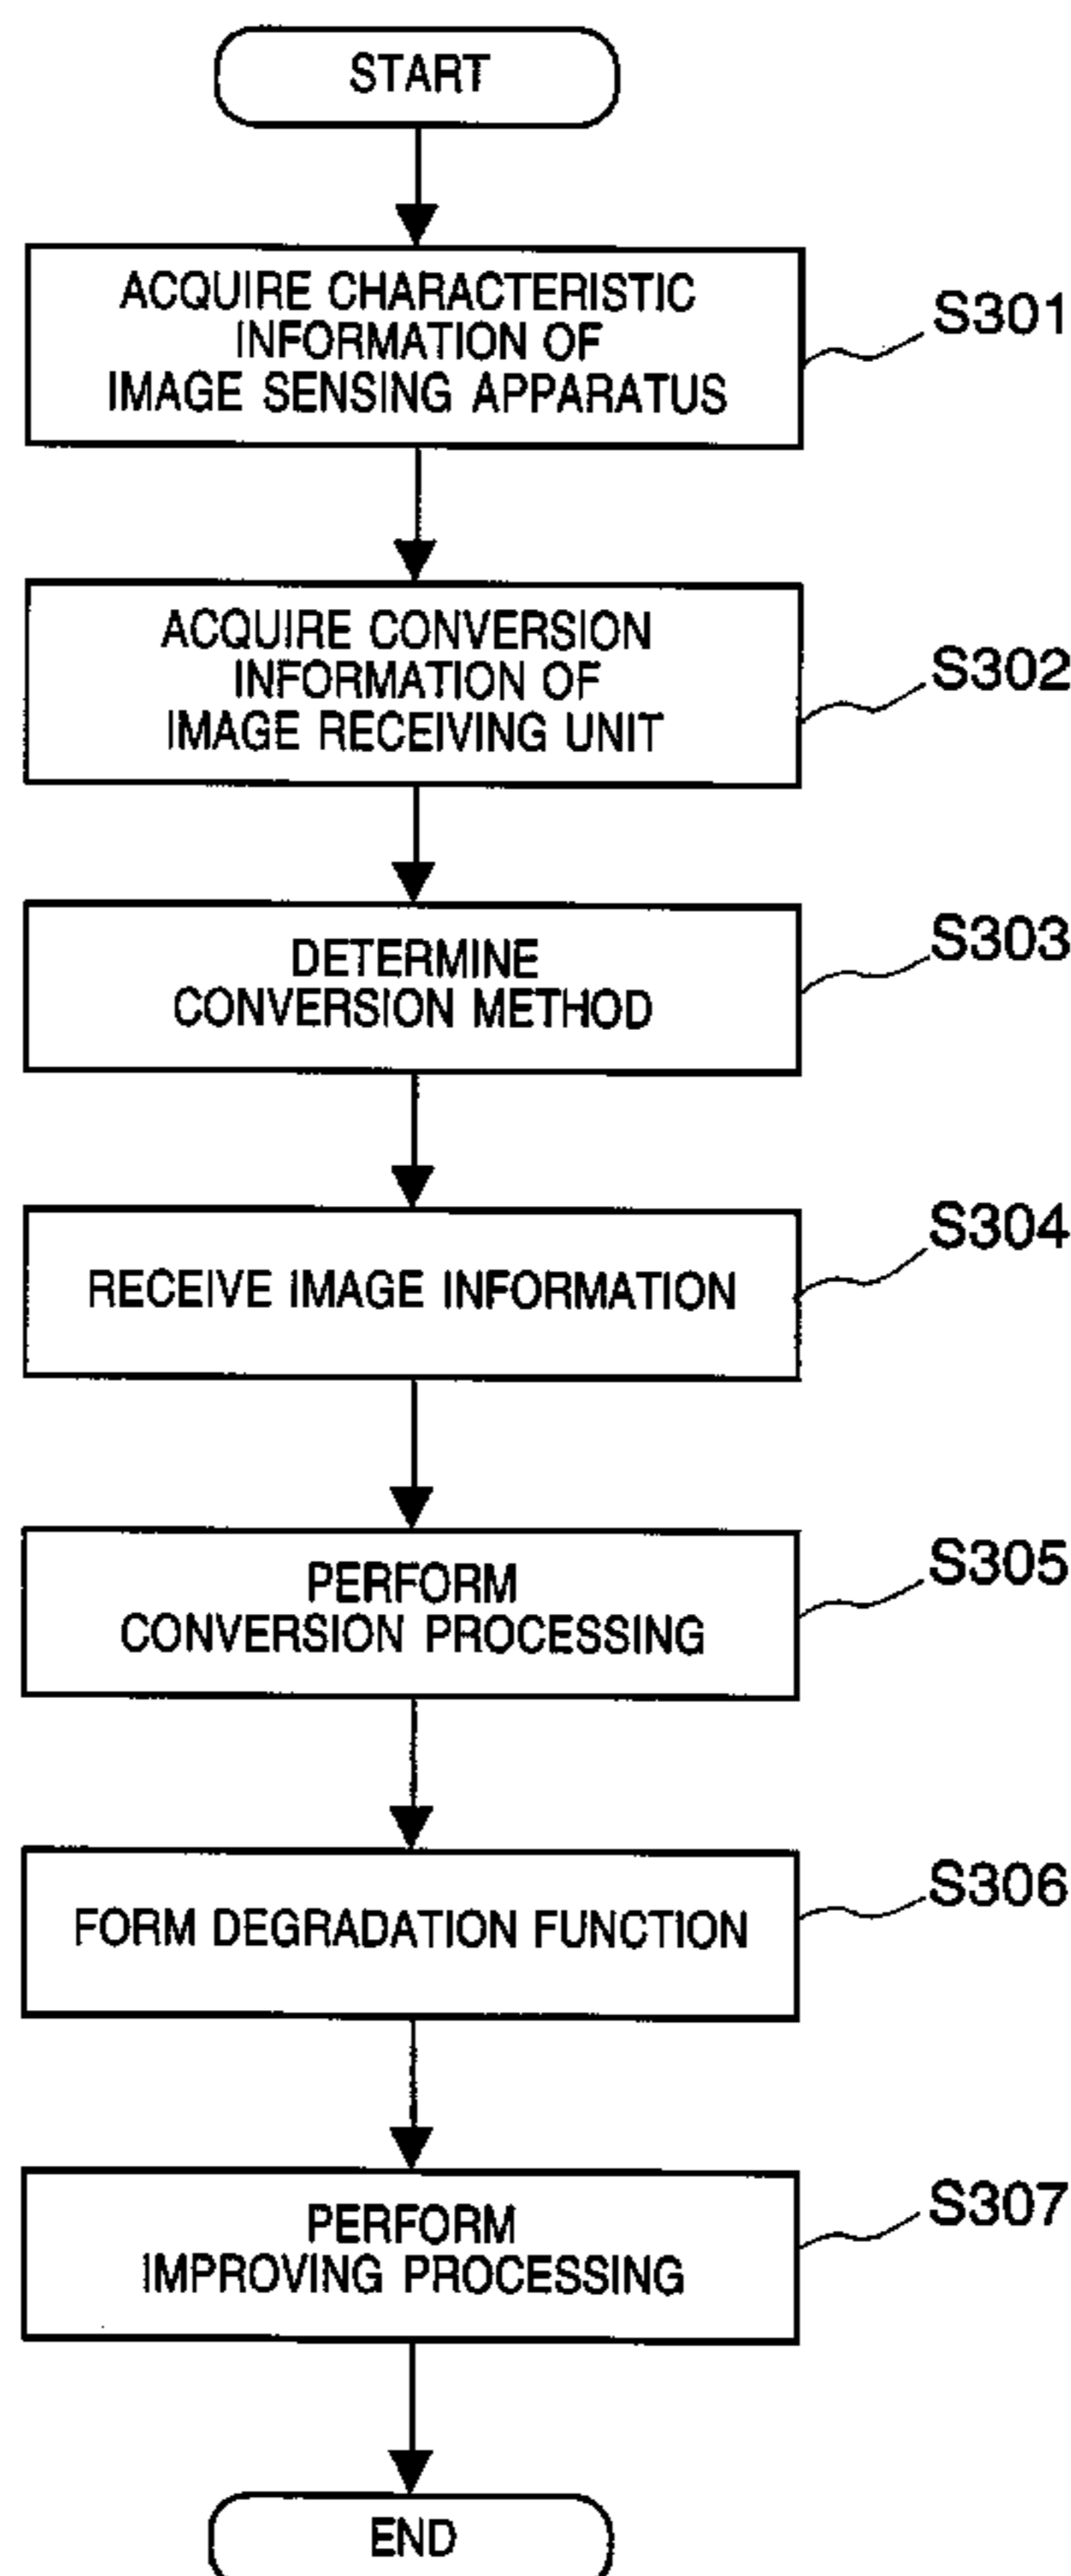 START
ACQUIRE CHARACTERISTIC
INFORMATION OF
IMAGE SENSING APPARATUS
S301
ACQUIRE CONVERSION
INFORMATION OF
IMAGE RECEIVING UNIT
S302
DETERMINE
CONVERSION METHOD
S303
RECEIVE IMAGE INFORMATION
S304
PERFORM
CONVERSION PROCESSING
S305
FORM DEGRADATION FUNCTION
S306
PERFORM
IMPROVING PROCESSING
S307
END